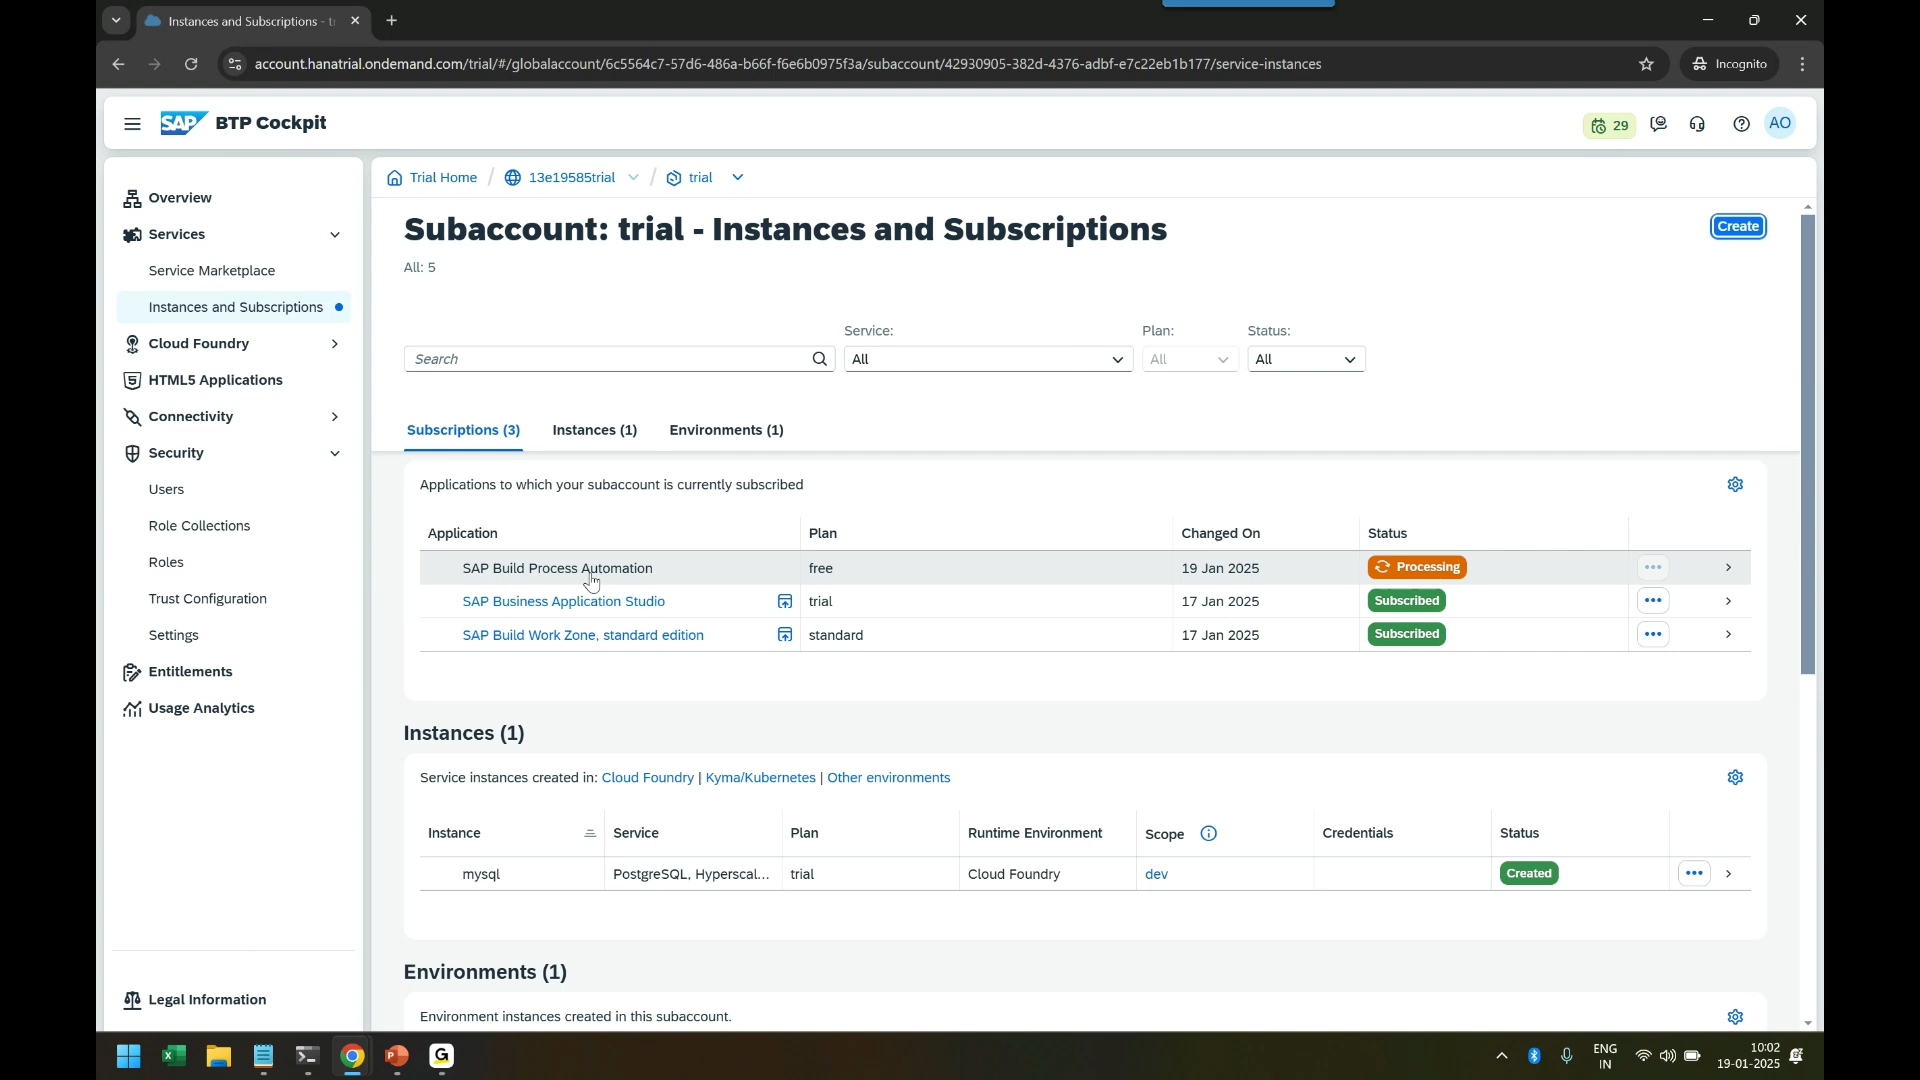 Instances and Subscriptions - tr
account.hanatrial.ondemand.com/trial/#/globalaccount/6c5564c7-57d6-486a-b66f-f6e6b0975f3a/subaccount/42930905-382d-4376-adbf-e7c22eb1b177/service-instances
Incognito
SAP BTP Cockpit
29
AO
Overview
Services
Service Marketplace
Instances and Subscriptions
Cloud Foundry
HTML5 Applications
Connectivity
Security
Users
Role Collections
Roles
Trust Configuration
Settings
Entitlements
Usage Analytics
Legal Information
Trial Home / 13e19585trial / trial
Subaccount: trial - Instances and Subscriptions
Create
All: 5
Service: Plan: Status:
Search All All All
Subscriptions (3) Instances (1) Environments (1)
Applications to which your subaccount is currently subscribed
Application Plan Changed On Status
SAP Build Process Automation free 19 Jan 2025 Processing
SAP Business Application Studio trial 17 Jan 2025 Subscribed
SAP Build Work Zone, standard edition standard 17 Jan 2025 Subscribed
Instances (1)
Service instances created in: Cloud Foundry | Kyma/Kubernetes | Other environments
Instance Service Plan Runtime Environment Scope Credentials Status
mysql PostgreSQL, Hyperscal... trial Cloud Foundry dev Created
Environments (1)
Environment instances created in this subaccount.
ENG
IN
10:02
19-01-2025